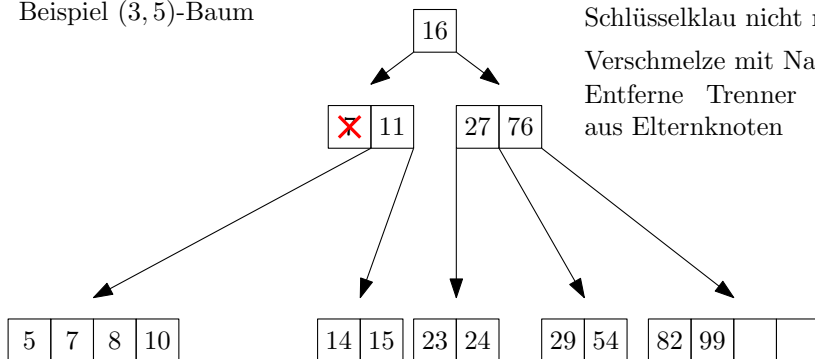 Beispiel (3, 5)-Baum
Schlüsselklau nicht
Verschmelze mit
Entferne Trenner
aus Elternknoten
16
7 11 27 76
5 7 8 10 14 15 23 24 29 54 82 99